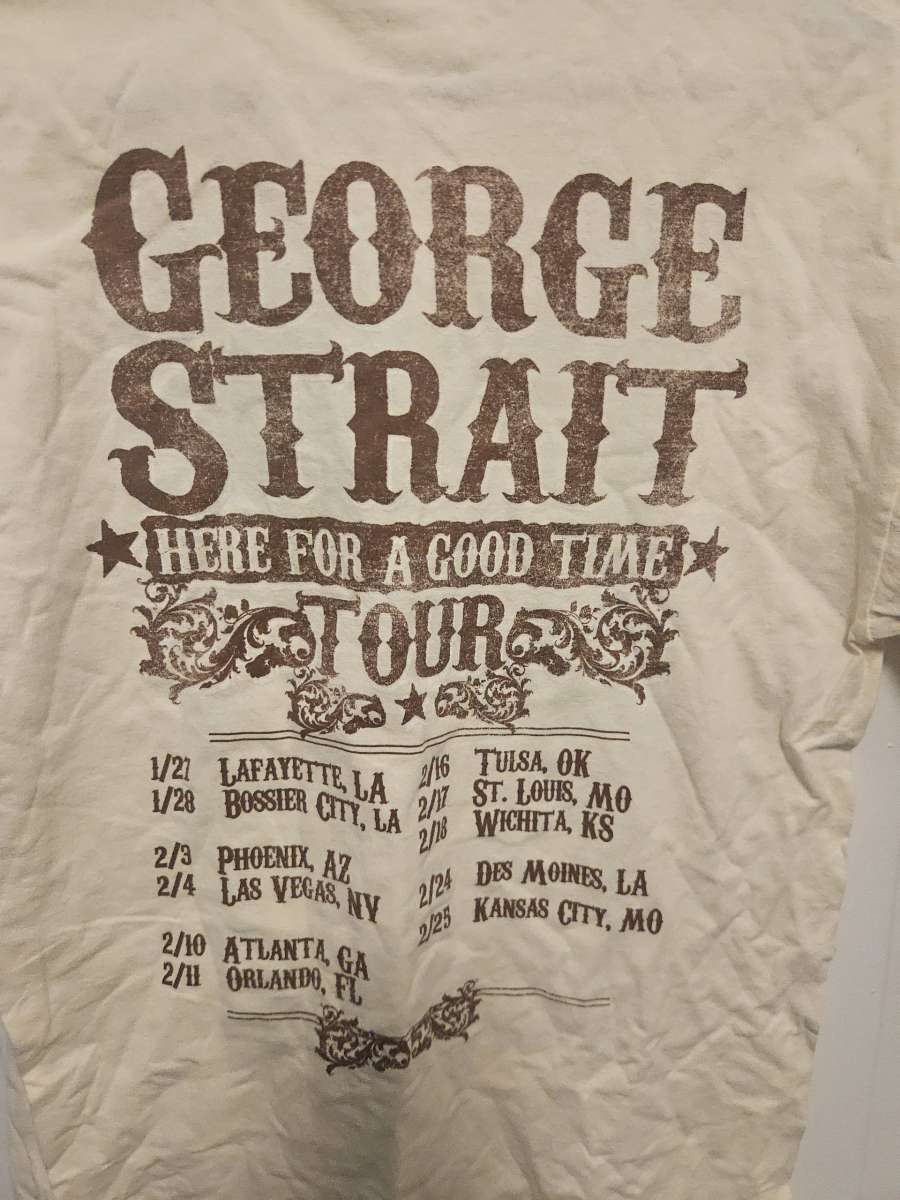 GEORGE
STRAIT
HERE FOR A GOOD TIME
TOUR
1/27 LAFAYETTE, LA
1/28 BOSSIER CITY, LA
2/3 PHOENIX, AZ
2/4 LAS VEGAS, NV
2/10 ATLANTA, GA
2/11 ORLANDO, FL
2/16 TULSA, OK
2/17 ST. LOUIS, MO
2/18 WICHITA, KS
2/24 DES MOINES, LA
2/25 KANSAS CITY, MO